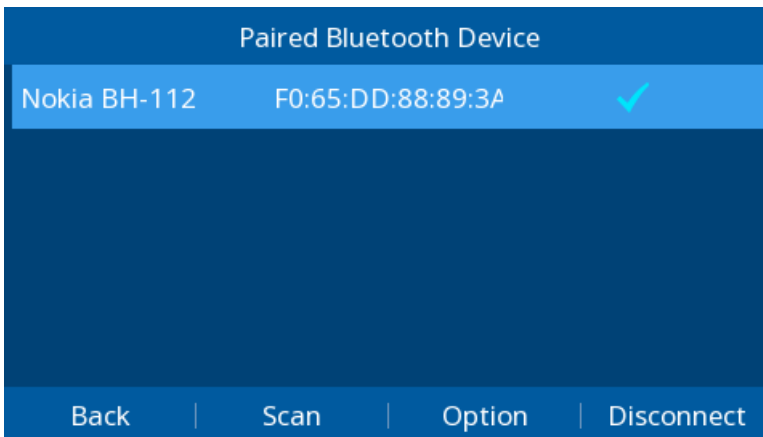 Paired Bluetooth Device
Nokia BH-112 F0:65:DD:88:89:3A
Back Scan Option Disconnect